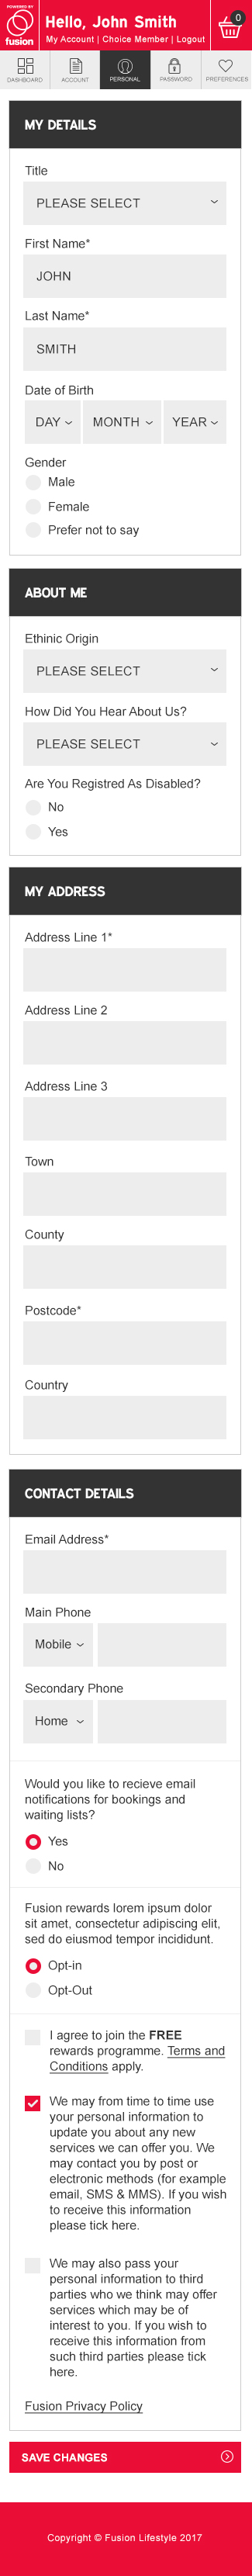 POWERED BY
fusion
Hello, John Smith
My Account | Choice Member | Logout
0
DASHBOARD
ACCOUNT
PERSONAL
PASSWORD
PREFERENCES
MY DETAILS
Title
PLEASE SELECT
First Name*
JOHN
Last Name*
SMITH
Date of Birth
DAY MONTH YEAR
Gender
Male
Female
Prefer not to say
ABOUT ME
Ethinic Origin
PLEASE SELECT
How Did You Hear About Us?
PLEASE SELECT
Are You Registred As Disabled?
No
Yes
MY ADDRESS
Address Line 1*
Address Line 2
Address Line 3
Town
County
Postcode*
Country
CONTACT DETAILS
Email Address*
Main Phone
Mobile
Secondary Phone
Home
Would you like to recieve email
notifications for bookings and
waiting lists?
Yes
No
Fusion rewards lorem ipsum dolor
sit amet, consectetur adipiscing elit,
sed do eiusmod tempor incididunt.
Opt-in
Opt-Out
I agree to join the FREE
rewards programme. Terms and
Conditions apply.
We may from time to time use
your personal information to
update you about any new
services we can offer you. We
may contact you by post or
electronic methods (for example
email, SMS & MMS). If you wish
to receive this information
please tick here.
We may also pass your
personal information to third
parties who we think may offer
services which may be of
interest to you. If you wish to
receive this information from
such third parties please tick
here.
Fusion Privacy Policy
SAVE CHANGES
Copyright © Fusion Lifestyle 2017